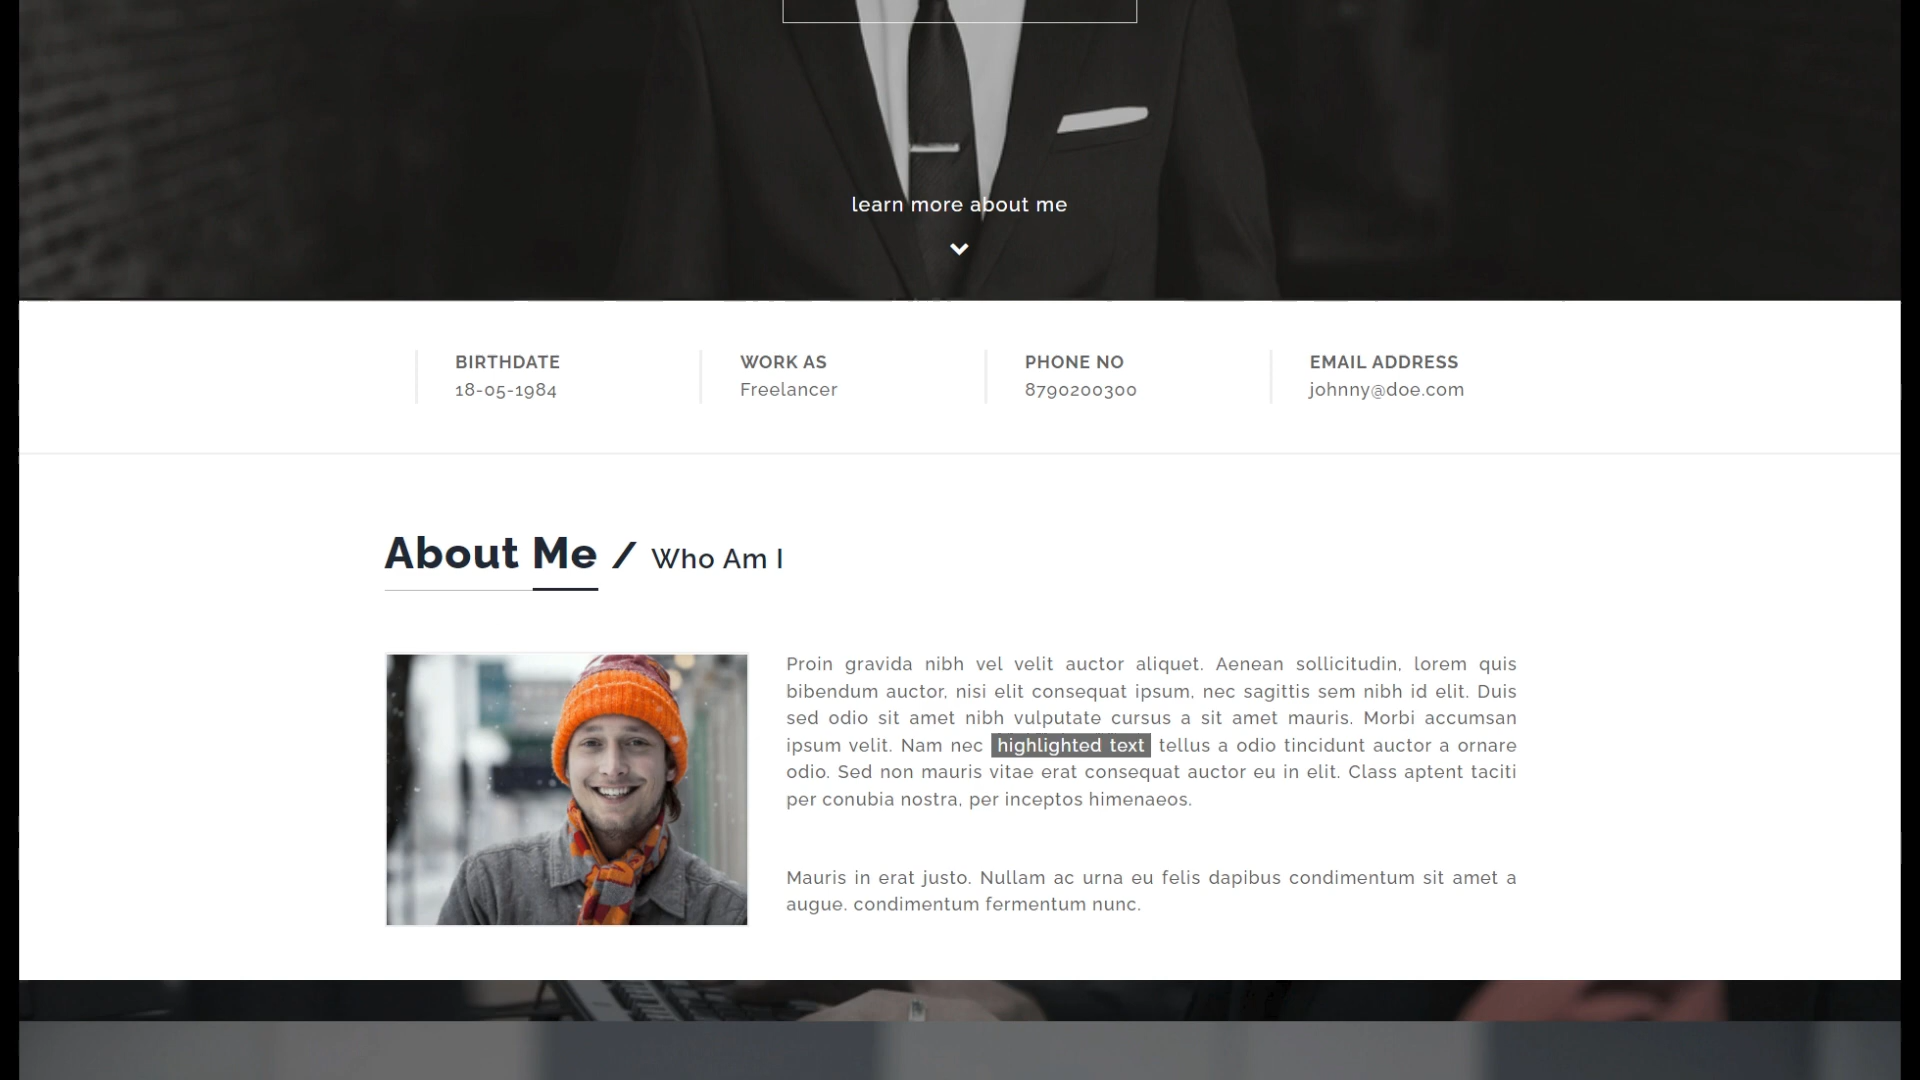 learn more about me
BIRTHDATE
18-05-1984
WORK AS
Freelancer
PHONE NO
8790200300
EMAIL ADDRESS
johnny@doe.com
About Me / Who Am I
Proin gravida nibh vel velit auctor aliquet. Aenean sollicitudin, lorem quis
bibendum auctor, nisi elit consequat ipsum, nec sagittis sem nibh id elit. Duis
sed odio sit amet nibh vulputate cursus a sit amet mauris. Morbi accumsan
ipsum velit. Nam nec highlighted text tellus a odio tincidunt auctor a ornare
odio. Sed non mauris vitae erat consequat auctor eu in elit. Class aptent taciti
per conubia nostra, per inceptos himenaeos.
Mauris in erat justo. Nullam ac urna eu felis dapibus condimentum sit amet a
augue. condimentum fermentum nunc.